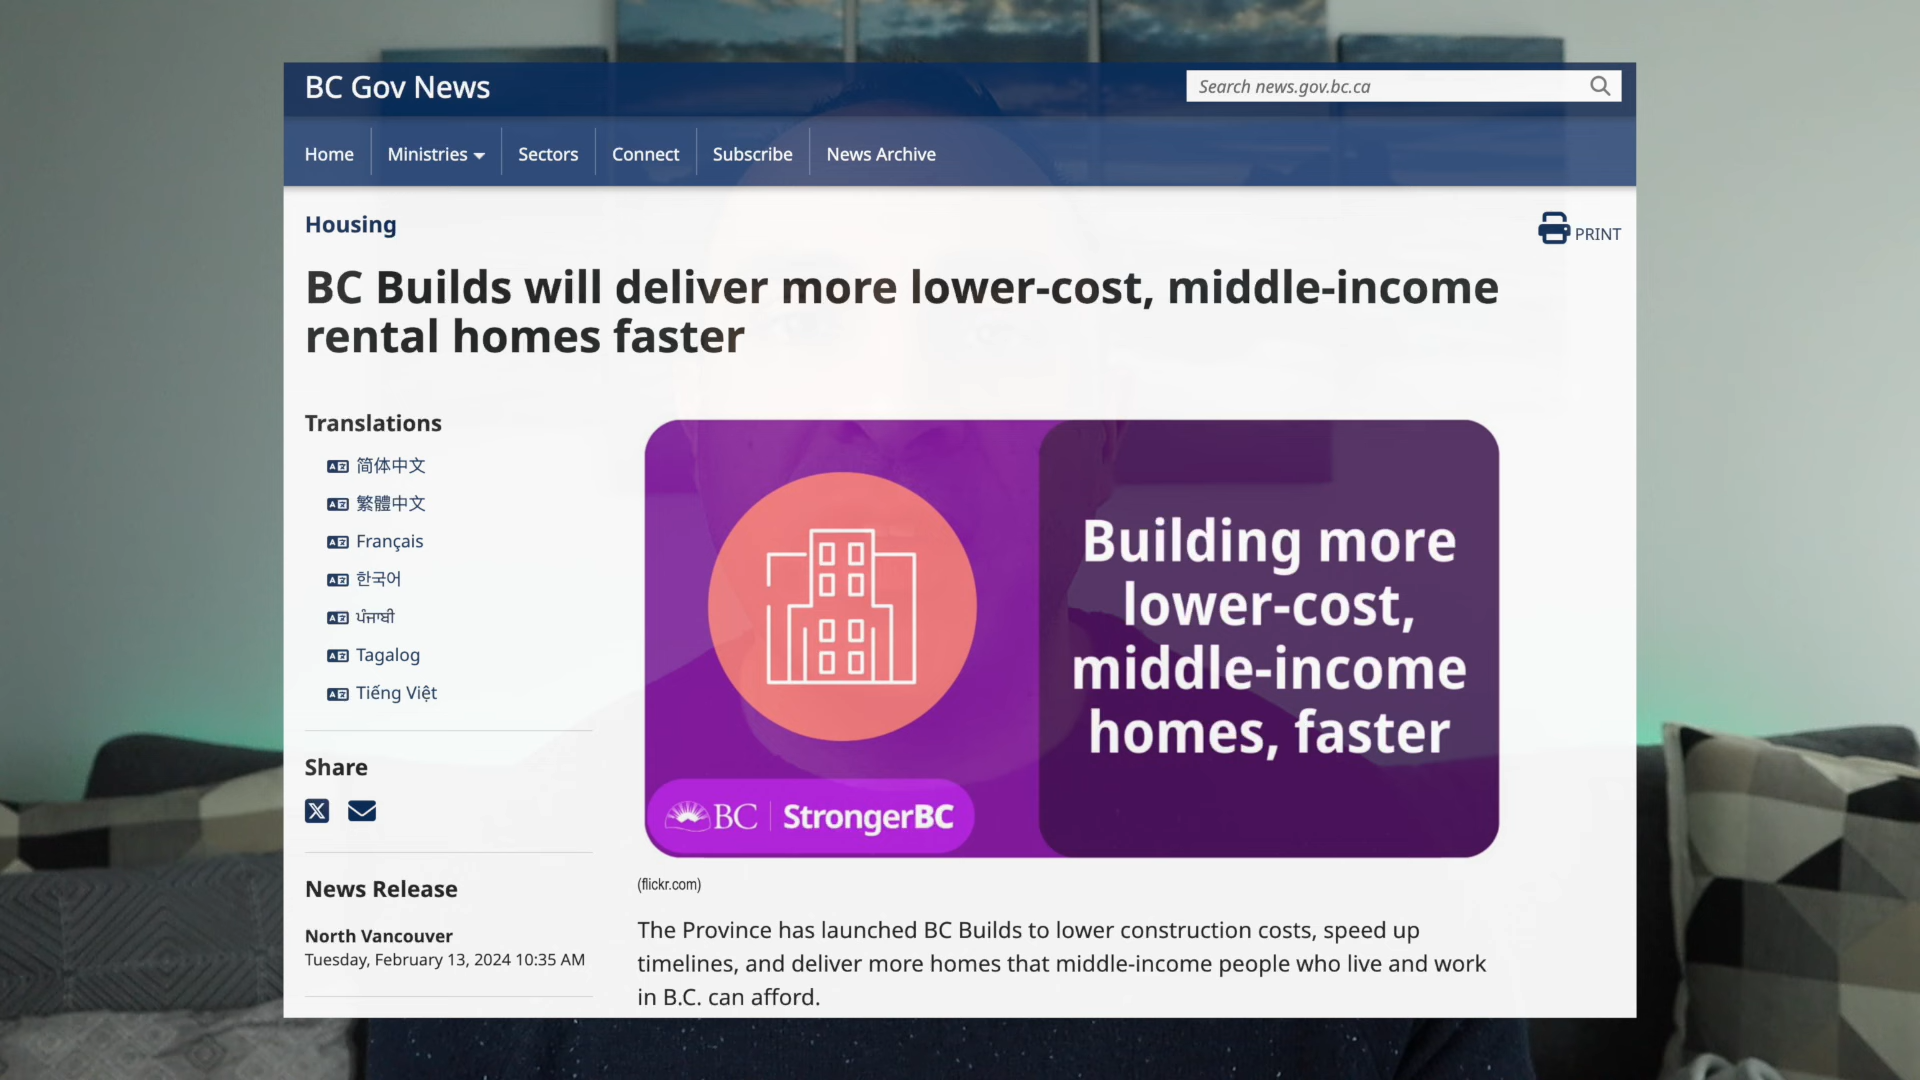 BC Gov News
Search news.gov.bc.ca
Home
Ministries
Sectors
Connect
Subscribe
News Archive
Housing
PRINT
BC Builds will deliver more lower-cost, middle-income
rental homes faster
Translations
简体中文
繁體中文
Français
한국어
ਪੰਜਾਬੀ
Tagalog
Tiếng Việt
Share
News Release
North Vancouver
Tuesday, February 13, 2024 10:35 AM
Building more
lower-cost,
middle-income
homes, faster
BC
StrongerBC
(flickr.com)
The Province has launched BC Builds to lower construction costs, speed up
timelines, and deliver more homes that middle-income people who live and work
in B.C. can afford.